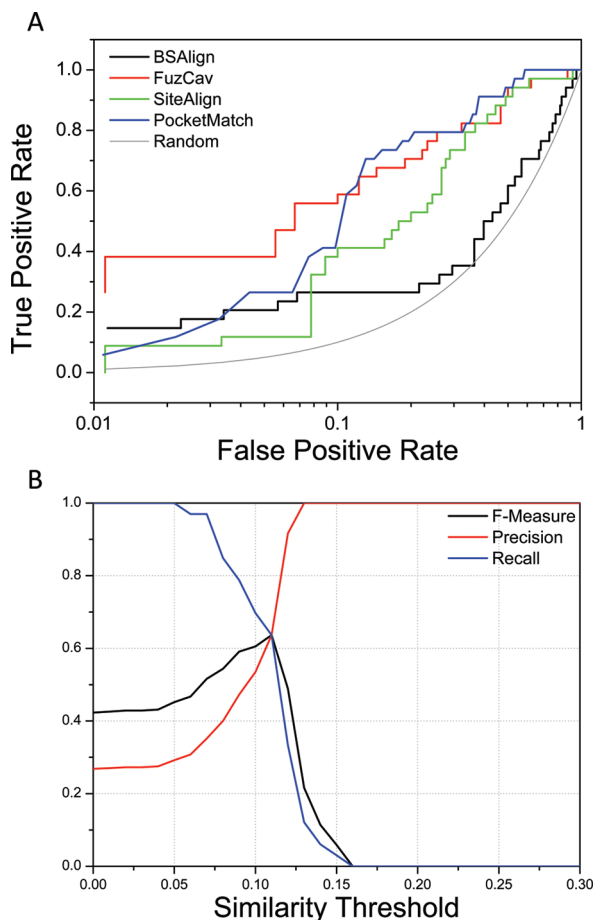 A
BSAlign
FuzCav
SiteAlign
PocketMatch
Random
True Positive Rate
1.0
0.8
0.6
0.4
0.2
0.0
0.01
0.1
1
False Positive Rate
B
F-Measure
Precision
Recall
1.0
0.8
0.6
0.4
0.2
0.0
0.00
0.05
0.10
0.15
0.20
0.25
0.30
Similarity Threshold